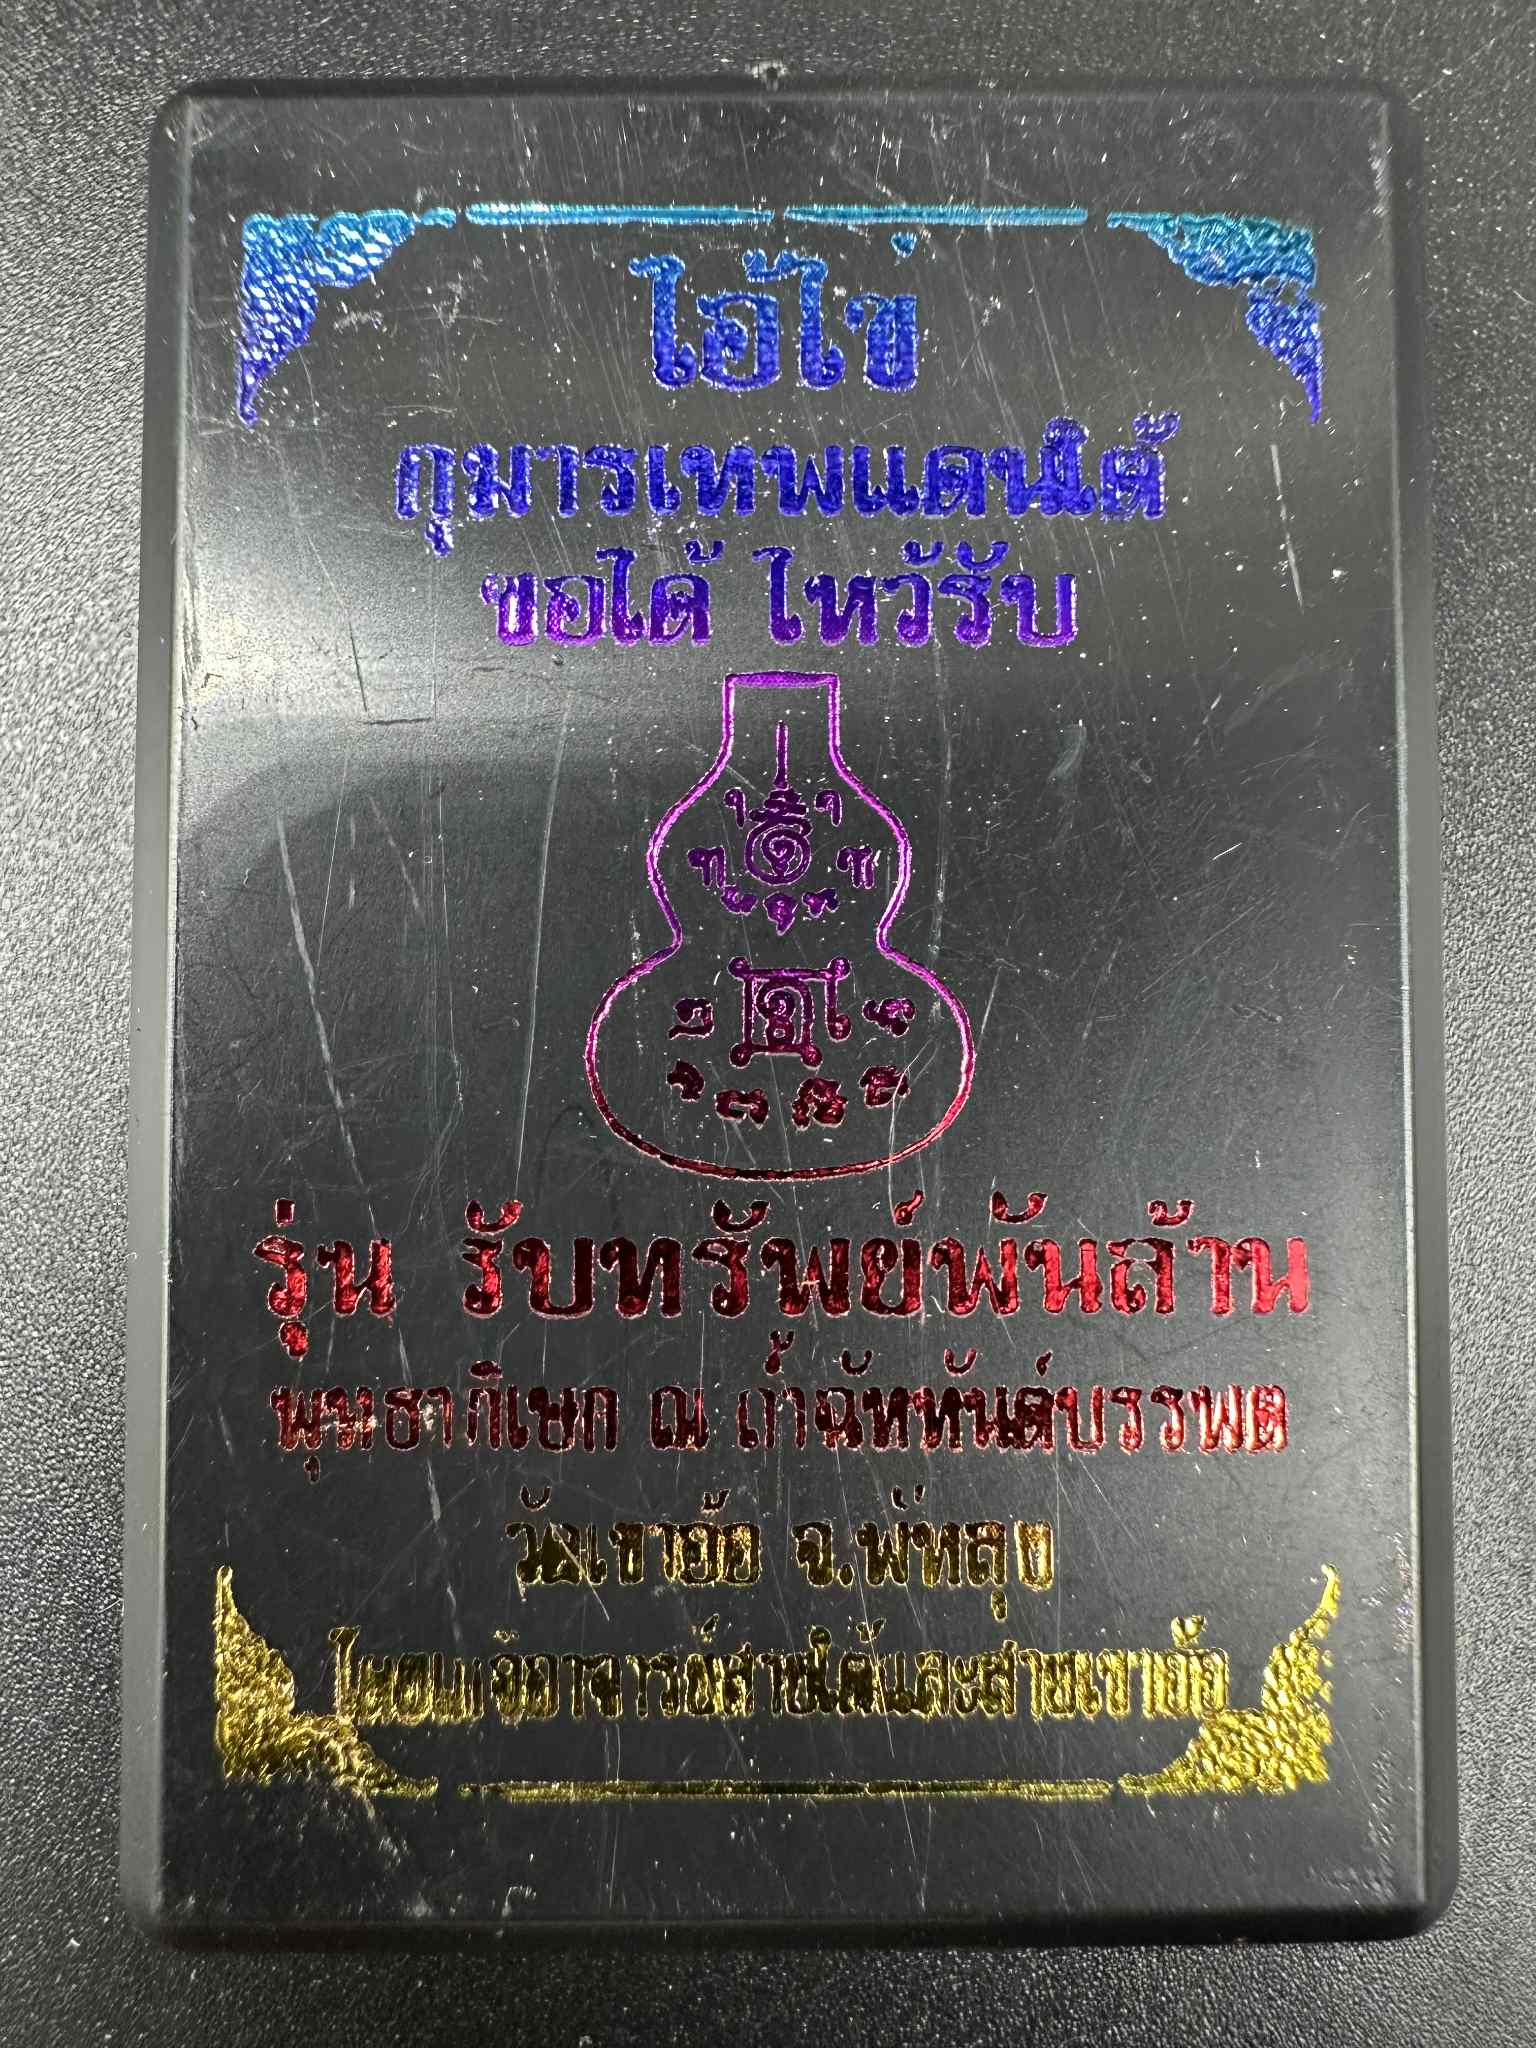 ไอ้ไข่
กุมารเทพแดนใต้
ขอได้ ไหว้รับ
รุ่น รับทรัพย์พันล้าน
พุทธาภิเษก ณ ถ้ำฉัททันต์บรรพต
วัดเขาอ้อ จ.พัทลุง
โดยเกจิอาจารย์สายใต้และสายเขาอ้อ